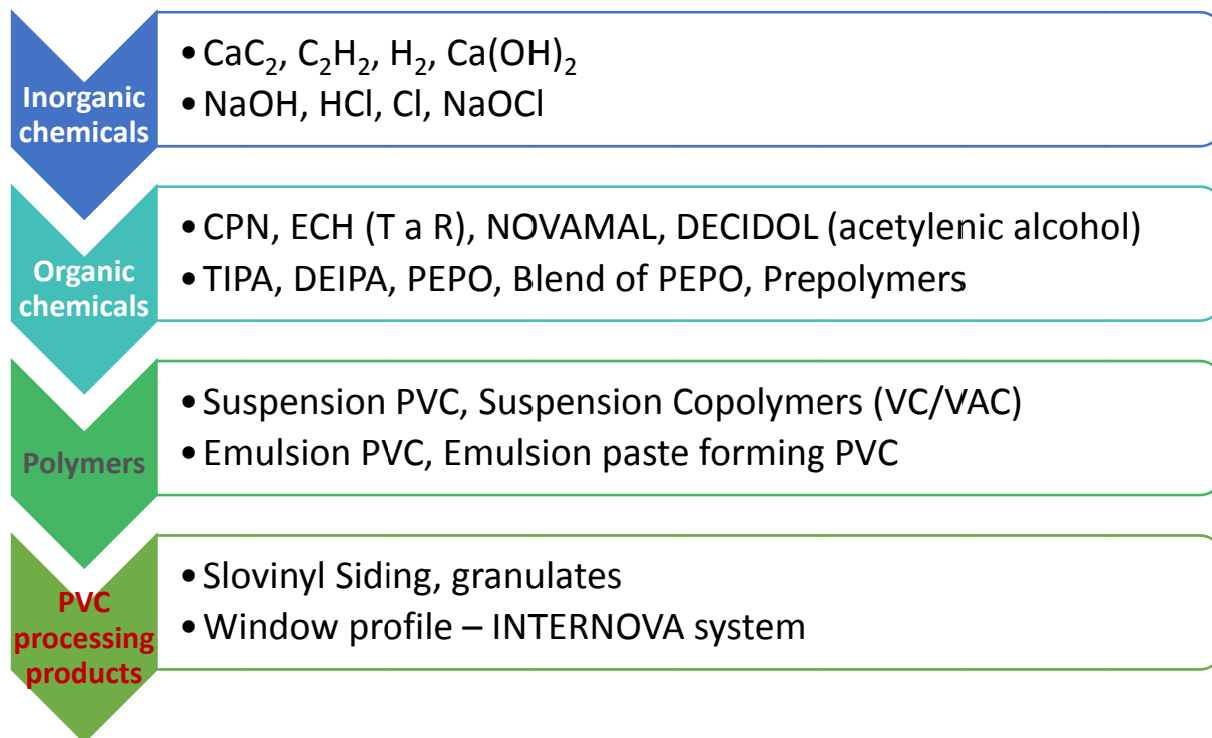 Inorganic
chemicals
• CaC₂, C₂H₂, H₂, Ca(OH)₂
• NaOH, HCl, Cl, NaOCl
Organic
chemicals
• CPN, ECH (T a R), NOVAMAL, DECIDOL (acetylenic alcohol)
• TIPA, DEIPA, PEPO, Blend of PEPO, Prepolymers
Polymers
• Suspension PVC, Suspension Copolymers (VC/VAC)
• Emulsion PVC, Emulsion paste forming PVC
PVC
processing
products
• Slovinyl Siding, granulates
• Window profile – INTERNOVA system